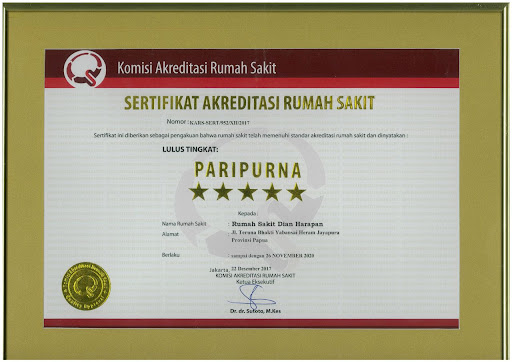 Komisi Akreditasi Rumah Sakit
SERTIFIKAT AKREDITASI RUMAH SAKIT
Nomor : KARS-SERT/952/XII/2017
Sertifikat ini diberikan sebagai pengakuan bahwa rumah sakit telah memenuhi standar akreditasi rumah sakit dan dinyatakan :
LULUS TINGKAT:
PARIPURNA
Kepada :
Nama Rumah Sakit : Rumah Sakit Dian Harapan
Alamat : Jl. Teruna Bhakti Yabansai Heram Jayapura
Provinsi Papua
Berlaku : sampai dengan 26 NOVEMBER 2020
Jakarta, 22 Desember 2017
KOMISI AKREDITASI RUMAH SAKIT
Ketua Eksekutif
Dr. dr. Sutoto, M.Kes